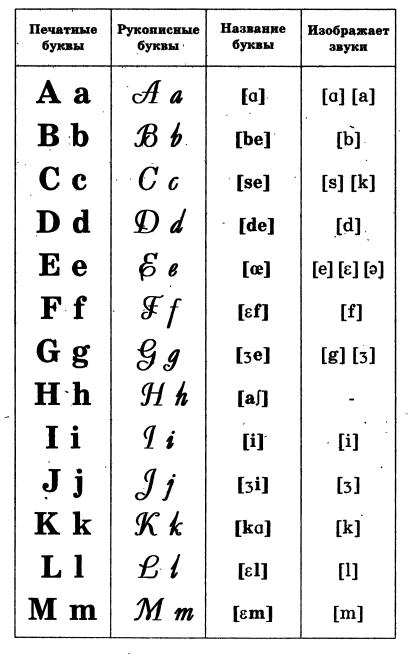 Печатные буквы Рукописные буквы Название буквы Изображает звуки
A a A a [ɑ] [ɑ] [a]
B b B b [be] [b]
C c C c [se] [s] [k]
D d D d [de] [d]
E e E e [œ] [e] [ɛ] [ə]
F f F f [ɛf] [f]
G g G g [ʒe] [g] [ʒ]
H h H h [aʃ] -
I i I i [i] [i]
J j J j [ʒi] [ʒ]
K k K k [kɑ] [k]
L l L l [ɛl] [l]
M m M m [ɛm] [m]